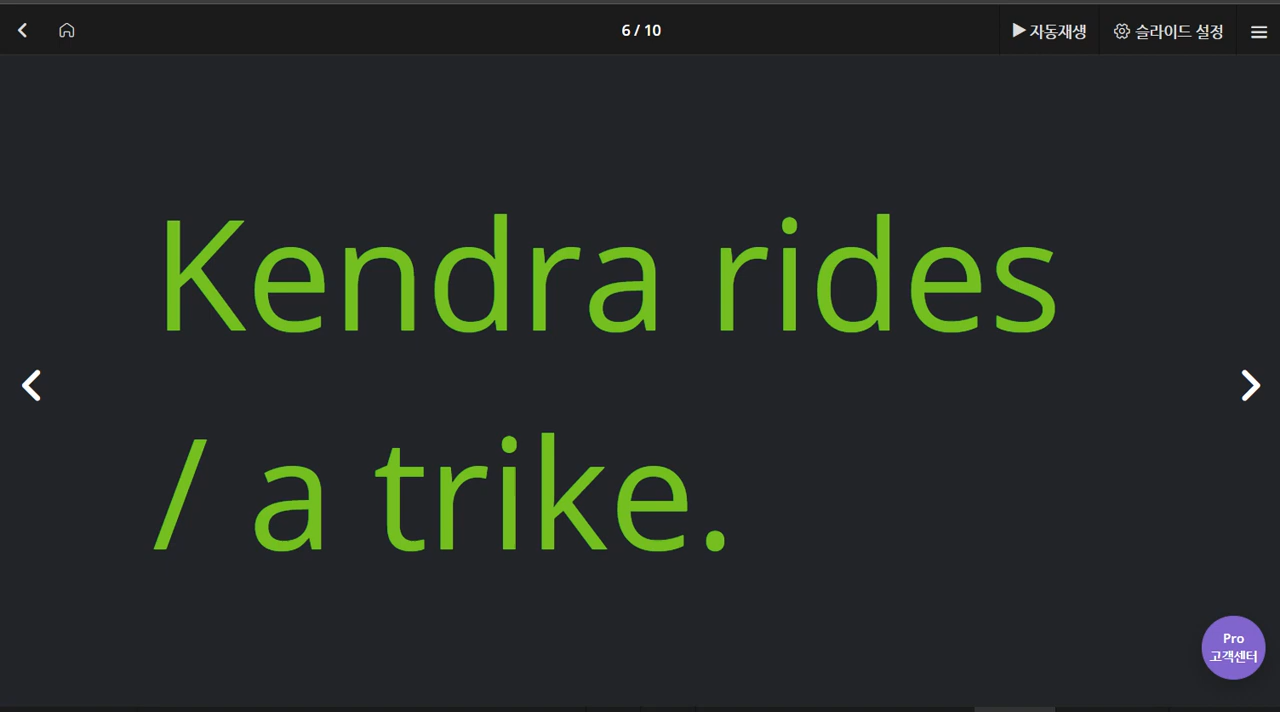 6 / 10
▶ 자동재생
슬라이드 설정
Kendra rides
/ a trike.
Pro
고객센터